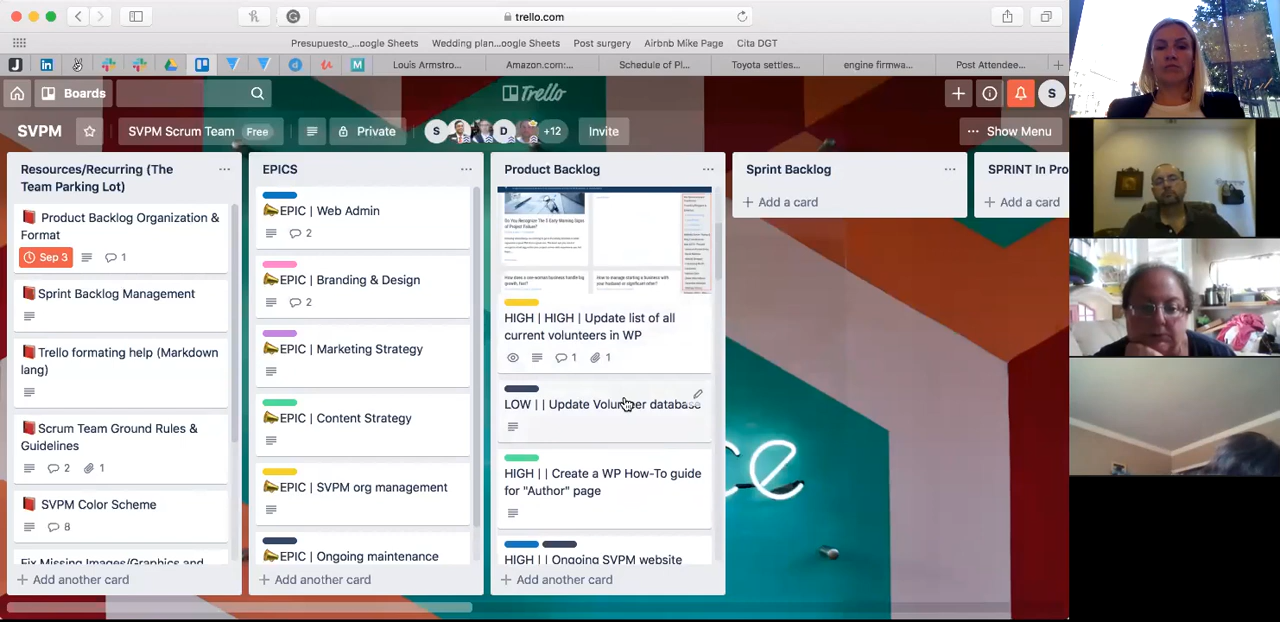 trello.com
Presupuesto_...oogle Sheets
Wedding plan...oogle Sheets
Post surgery
Airbnb Mike Page
Cita DGT
Louis Armstro...
Amazon.com:...
Schedule of Pl...
Toyota settles...
engine firmwa...
Post Attendee...
Boards
Trello
S
SVPM
SVPM Scrum Team
Free
Private
S
D
+12
Invite
Show Menu
Resources/Recurring (The
Team Parking Lot)
Product Backlog Organization &
Format
Sep 3
1
Sprint Backlog Management
Trello formating help (Markdown
lang)
Scrum Team Ground Rules &
Guidelines
2
1
SVPM Color Scheme
8
Fix Missing Images/Graphics and
Add another card
EPICS
EPIC | Web Admin
2
EPIC | Branding & Design
2
EPIC | Marketing Strategy
EPIC | Content Strategy
EPIC | SVPM org management
EPIC | Ongoing maintenance
Add another card
Product Backlog
HIGH | HIGH | Update list of all
current volunteers in WP
1
1
LOW | | Update Volunteer database
HIGH | | Create a WP How-To guide
for "Author" page
HIGH | | Ongoing SVPM website
Add another card
Sprint Backlog
Add a card
SPRINT In Pro
Add a card
ce